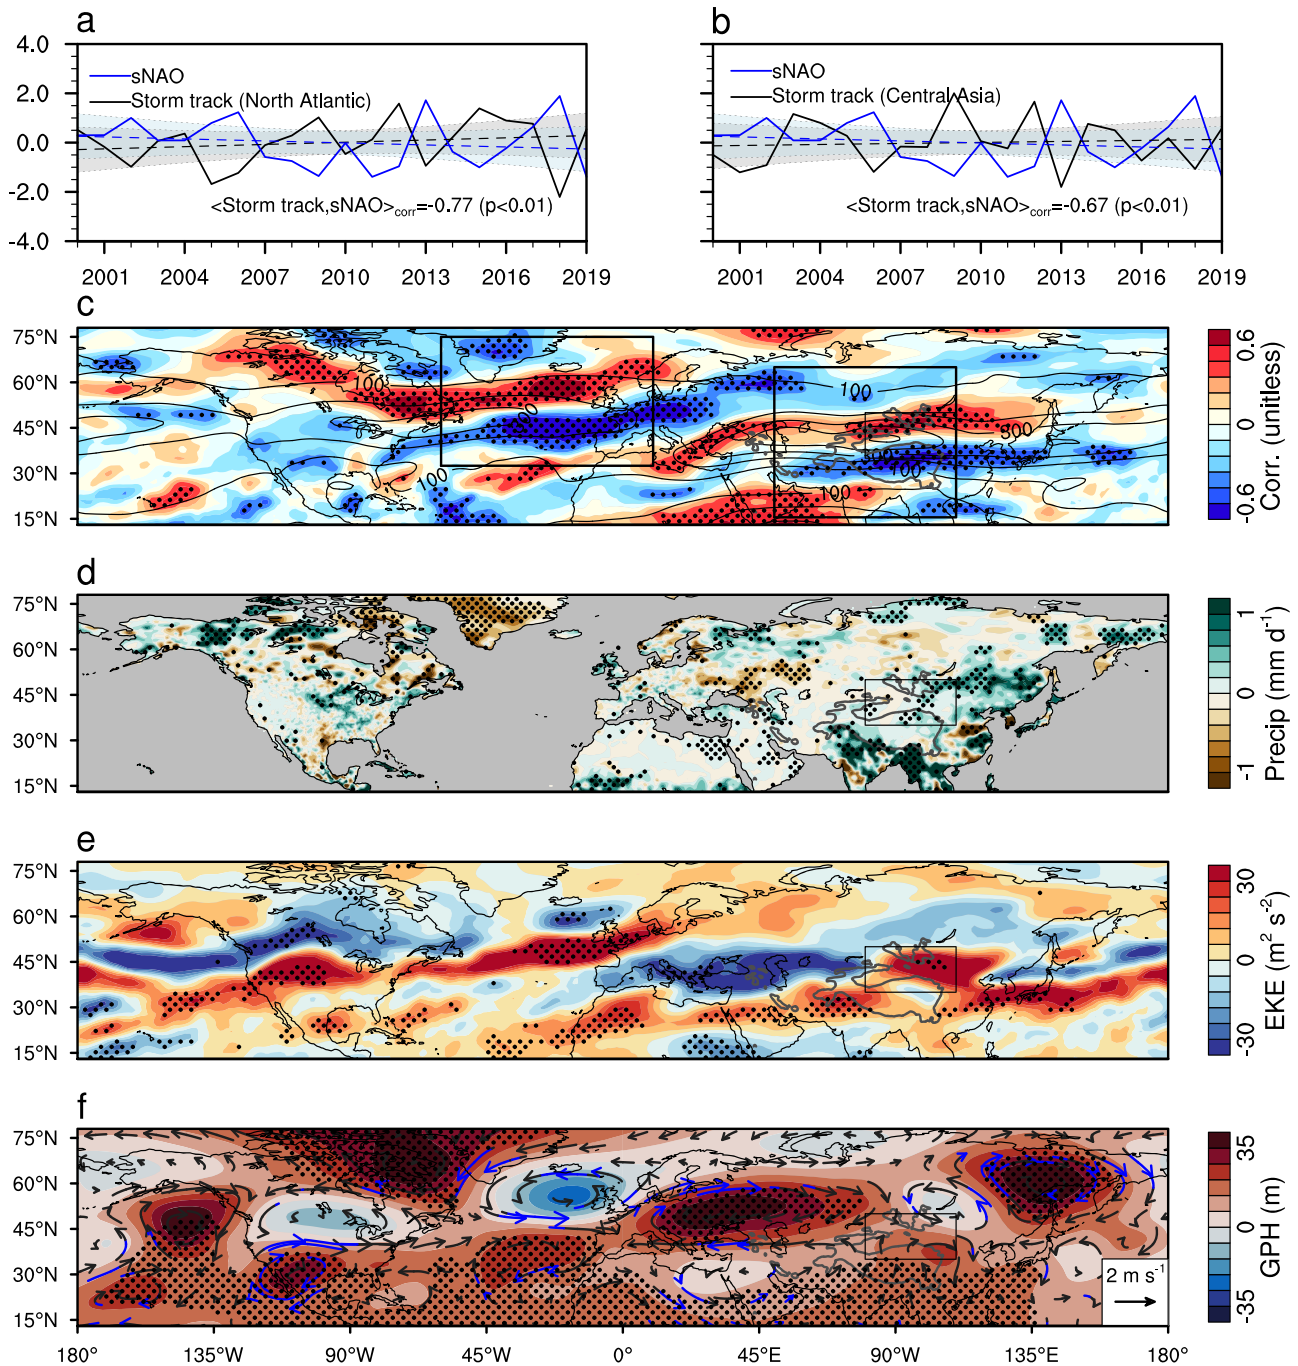 a
b
4.0
2.0
0.0
-2.0
-4.0
sNAO
Storm track (North Atlantic)
<Storm track,sNAO>corr=-0.77 (p<0.01)
sNAO
Storm track (Central Asia)
<Storm track,sNAO>corr=-0.67 (p<0.01)
2001 2004 2007 2010 2013 2016 2019
2001 2004 2007 2010 2013 2016 2019
c
75°N
60°N
45°N
30°N
15°N
100
100
100
300
100
100
0.6
0
-0.6
Corr. (unitless)
d
75°N
60°N
45°N
30°N
15°N
1
0
-1
Precip (mm d-1)
e
75°N
60°N
45°N
30°N
15°N
30
0
-30
EKE (m2 s-2)
f
75°N
60°N
45°N
30°N
15°N
2 m s-1
35
0
-35
GPH (m)
180° 135°W 90°W 45°W 0° 45°E 90°E 135°E 180°